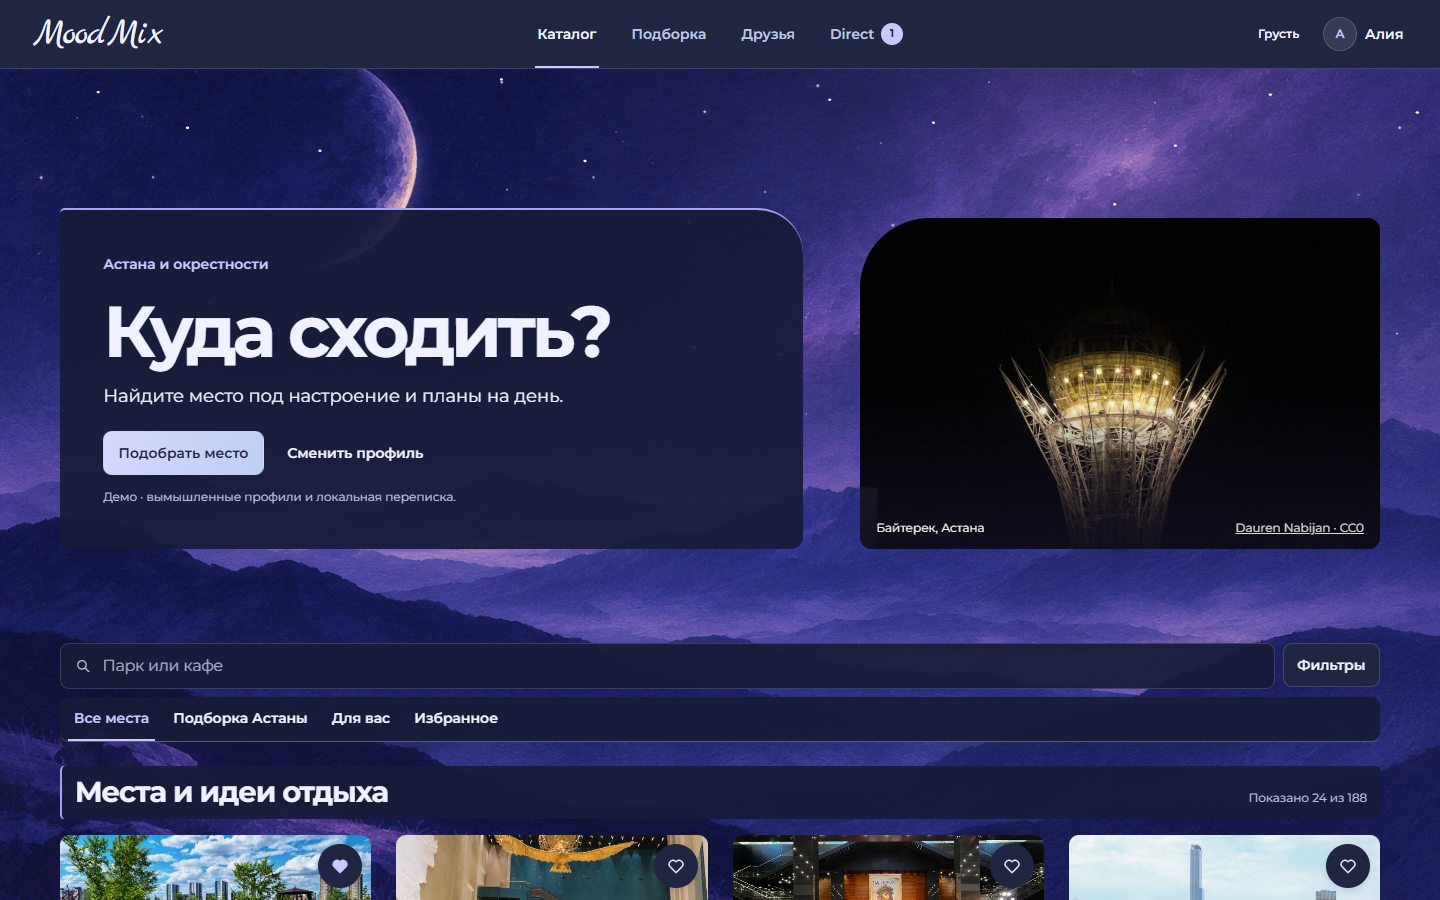 MoodMix
Каталог
Подборка
Друзья
Direct 1
Грусть
А Алия
Астана и окрестности
Куда сходить?
Найдите место под настроение и планы на день.
Подобрать место
Сменить профиль
Демо · вымышленные профили и локальная переписка.
Байтерек, Астана
Dauren Nabijan · CC0
Парк или кафе
Фильтры
Все места
Подборка Астаны
Для вас
Избранное
Места и идеи отдыха
Показано 24 из 188